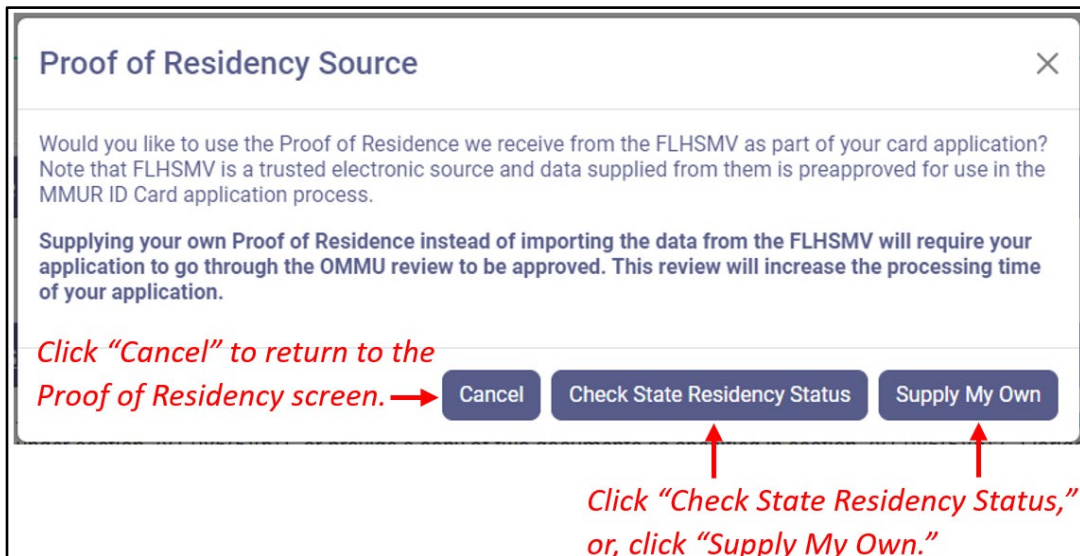 Proof of Residency Source
Would you like to use the Proof of Residence we receive from the FLHSMV as part of your card application?
Note that FLHSMV is a trusted electronic source and data supplied from them is preapproved for use in the
MMUR ID Card application process.
Supplying your own Proof of Residence instead of importing the data from the FLHSMV will require your
application to go through the OMMU review to be approved. This review will increase the processing time
of your application.
Click “Cancel” to return to the
Proof of Residency screen.
Cancel
Check State Residency Status
Supply My Own
Click “Check State Residency Status,”
or, click “Supply My Own.”